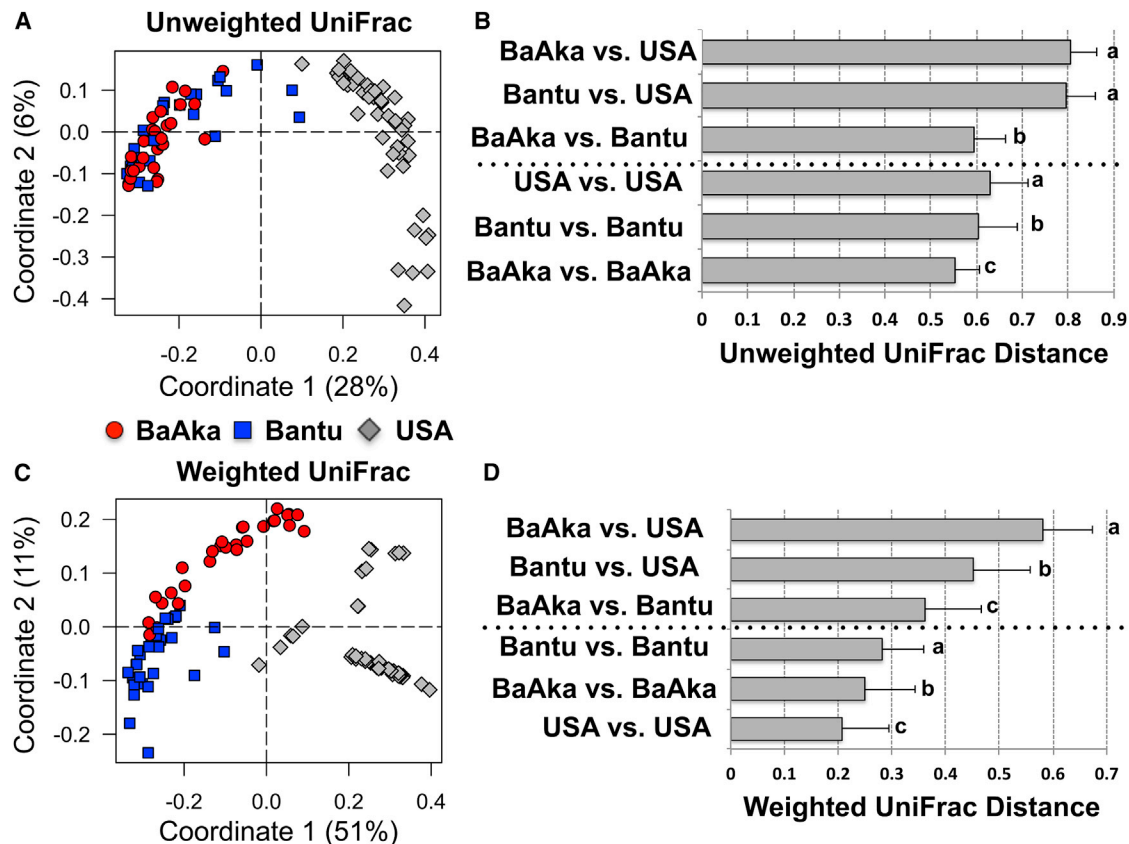 A
Unweighted UniFrac
Coordinate 2 (6%)
0.1
0.0
-0.1
-0.2
-0.3
-0.4
-0.2 0.0 0.2 0.4
Coordinate 1 (28%)
B
BaAka vs. USA a
Bantu vs. USA a
BaAka vs. Bantu b
USA vs. USA a
Bantu vs. Bantu b
BaAka vs. BaAka c
0 0.1 0.2 0.3 0.4 0.5 0.6 0.7 0.8 0.9
Unweighted UniFrac Distance
BaAka Bantu USA
C
Weighted UniFrac
Coordinate 2 (11%)
0.2
0.1
0.0
-0.1
-0.2
-0.2 0.0 0.2 0.4
Coordinate 1 (51%)
D
BaAka vs. USA a
Bantu vs. USA b
BaAka vs. Bantu c
Bantu vs. Bantu a
BaAka vs. BaAka b
USA vs. USA c
0 0.1 0.2 0.3 0.4 0.5 0.6 0.7
Weighted UniFrac Distance